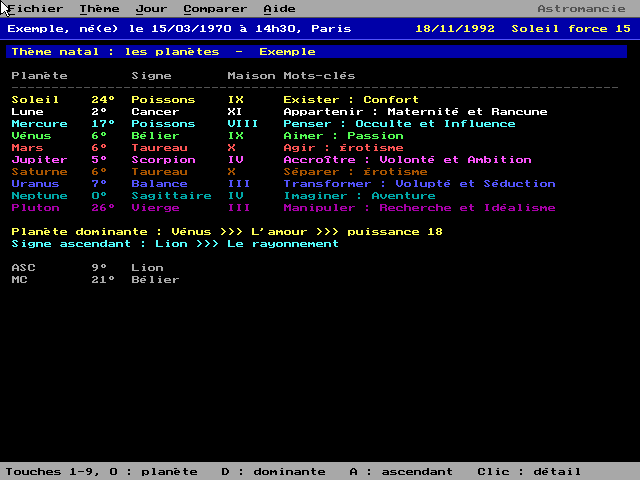 Fichier Thème Jour Comparer Aide Astromancie
Exemple, né(e) le 15/03/1970 à 14h30, Paris 18/11/1992 Soleil force 15
Thème natal : les planètes - Exemple
Planète Signe Maison Mots-clés
Soleil 24° Poissons IX Exister : Confort
Lune 2° Cancer XI Appartenir : Maternité et Rancune
Mercure 17° Poissons VIII Penser : Occulte et Influence
Vénus 6° Bélier IX Aimer : Passion
Mars 6° Taureau X Agir : Érotisme
Jupiter 5° Scorpion IV Accroître : Volonté et Ambition
Saturne 6° Taureau X Séparer : Érotisme
Uranus 7° Balance III Transformer : Volupté et Séduction
Neptune 0° Sagittaire IV Imaginer : Aventure
Pluton 26° Vierge III Manipuler : Recherche et Idéalisme
Planète dominante : Vénus >>> L'amour >>> puissance 18
Signe ascendant : Lion >>> Le rayonnement
ASC 9° Lion
MC 21° Bélier
Touches 1-9, 0 : planète D : dominante A : ascendant Clic : détail